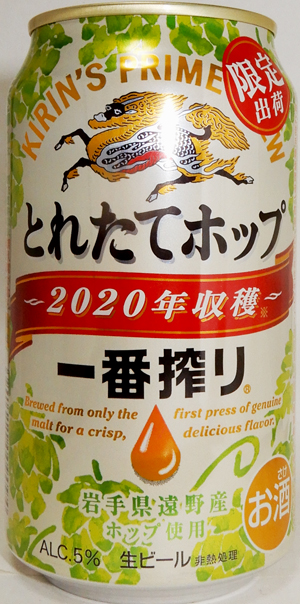 KIRIN'S PRIME
限定
出荷
とれたてホップ
~2020年収穫~※
一番搾り®
Brewed from only the first press of genuine
malt for a crisp, delicious flavor.
岩手県遠野産
ホップ使用
さけ
お酒
ALC.5% 生ビール 非熱処理